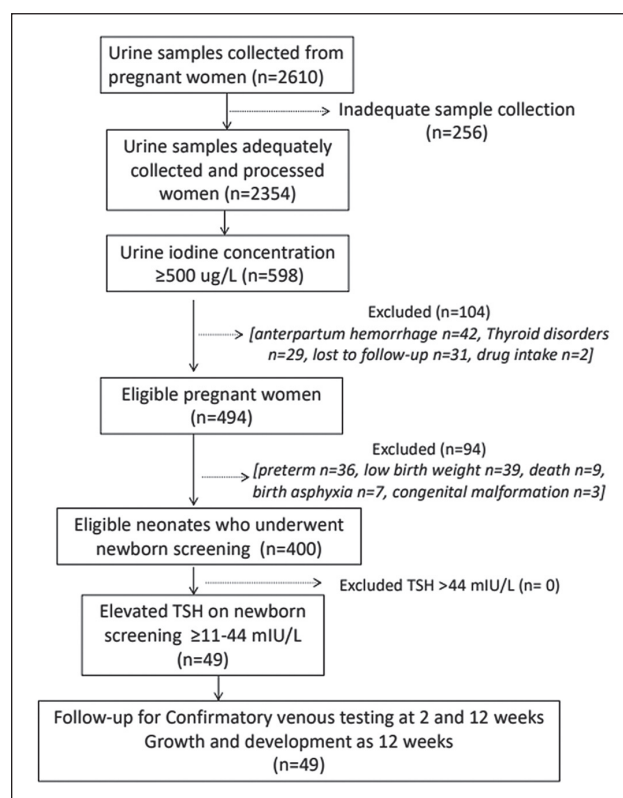 Urine samples collected from
pregnant women (n=2610)
Inadequate sample collection
(n=256)
Urine samples adequately
collected and processed
women (n=2354)
Urine iodine concentration
≥500 ug/L (n=598)
Excluded (n=104)
[anterpartum hemorrhage n=42, Thyroid disorders
n=29, lost to follow-up n=31, drug intake n=2]
Eligible pregnant women
(n=494)
Excluded (n=94)
[preterm n=36, low birth weight n=39, death n=9,
birth asphyxia n=7, congenital malformation n=3]
Eligible neonates who underwent
newborn screening (n=400)
Excluded TSH >44 mIU/L (n= 0)
Elevated TSH on newborn
screening ≥11-44 mIU/L
(n=49)
Follow-up for Confirmatory venous testing at 2 and 12 weeks
Growth and development as 12 weeks
(n=49)